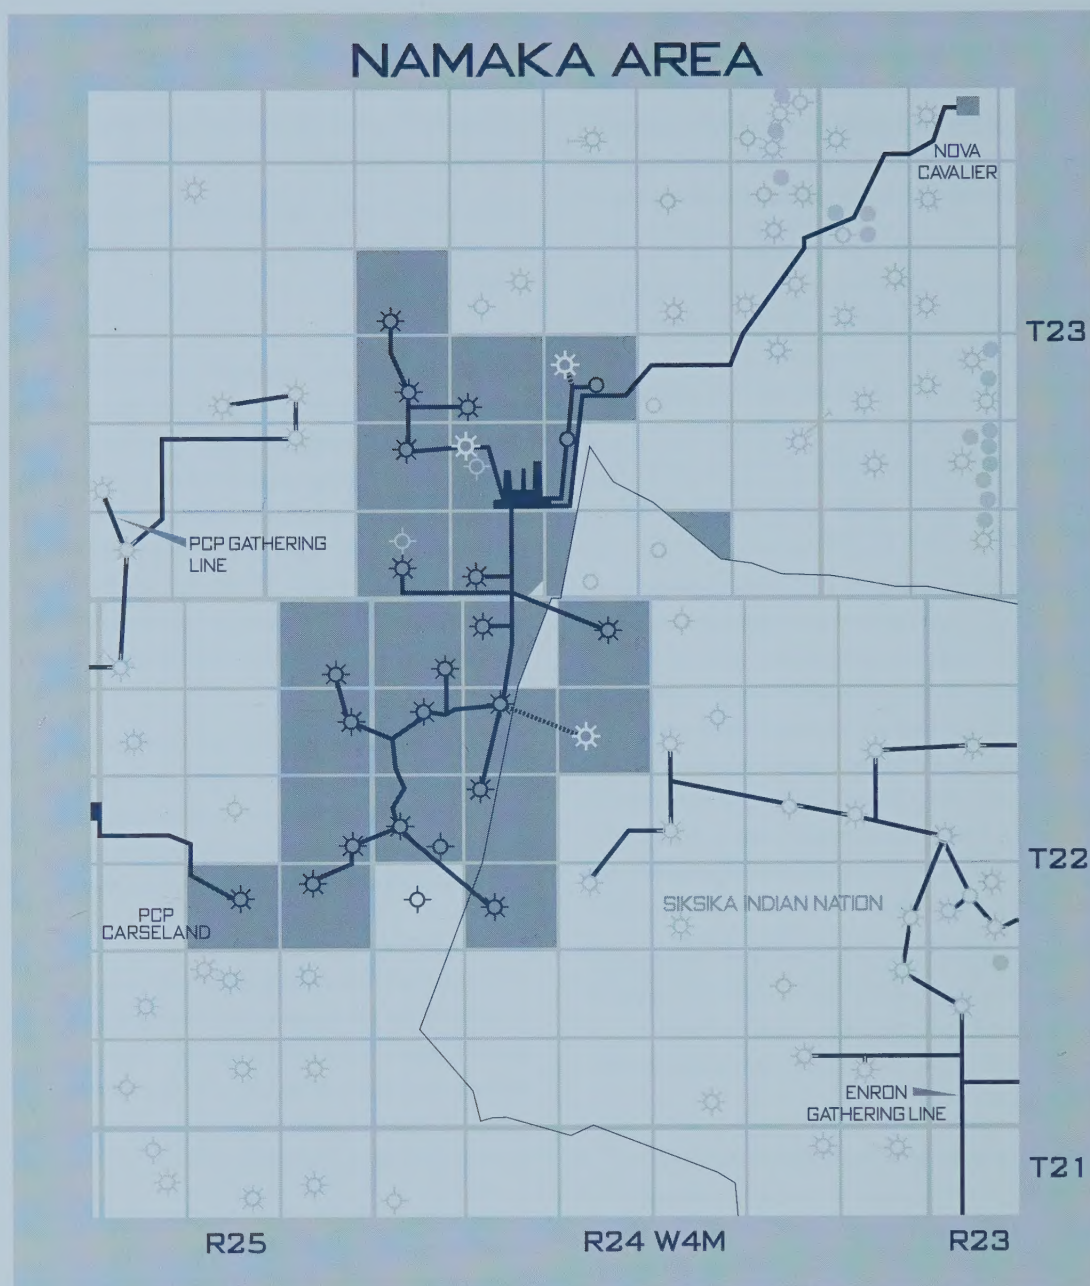 NAMAKA AREA
NOVA
CAVALIER
T23
PCP GATHERING
LINE
T22
SIKSIKA INDIAN NATION
PCP
CARSELAND
ENRON
GATHERING LINE
T21
R25
R24 W4M
R23